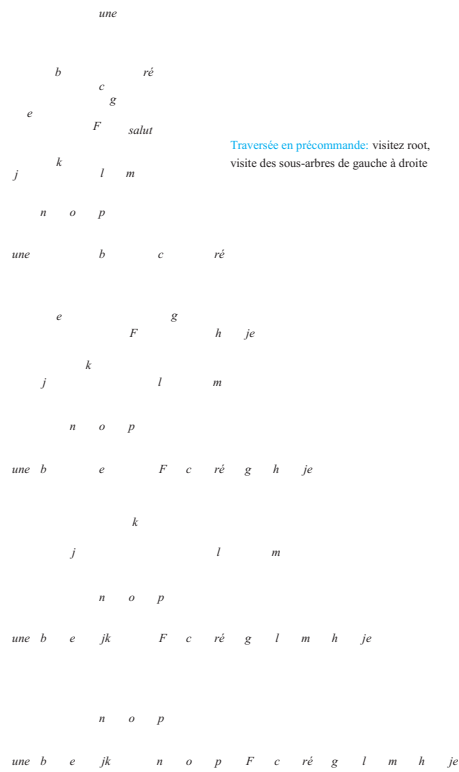 une
b ré
c
g
e
F salut
Traversée en précommande: visitez root,
visite des sous-arbres de gauche à droite
k
j l m
n o p
une b c ré
e g
F h je
k
j l m
n o p
une b e F c ré g h je
k
j l m
n o p
une b e jk F c ré g l m h je
n o p
une b e jk n o p F c ré g l m h je